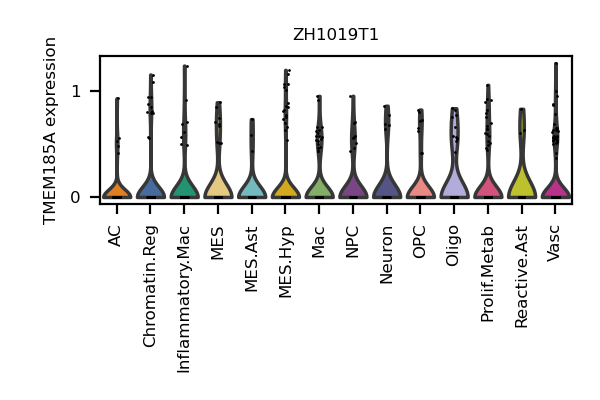 ZH1019T1
TMEM185A expression
1
0
AC
Chromatin.Reg
Inflammatory.Mac
MES
MES.Ast
MES.Hyp
Mac
NPC
Neuron
OPC
Oligo
Prolif.Metab
Reactive.Ast
Vasc